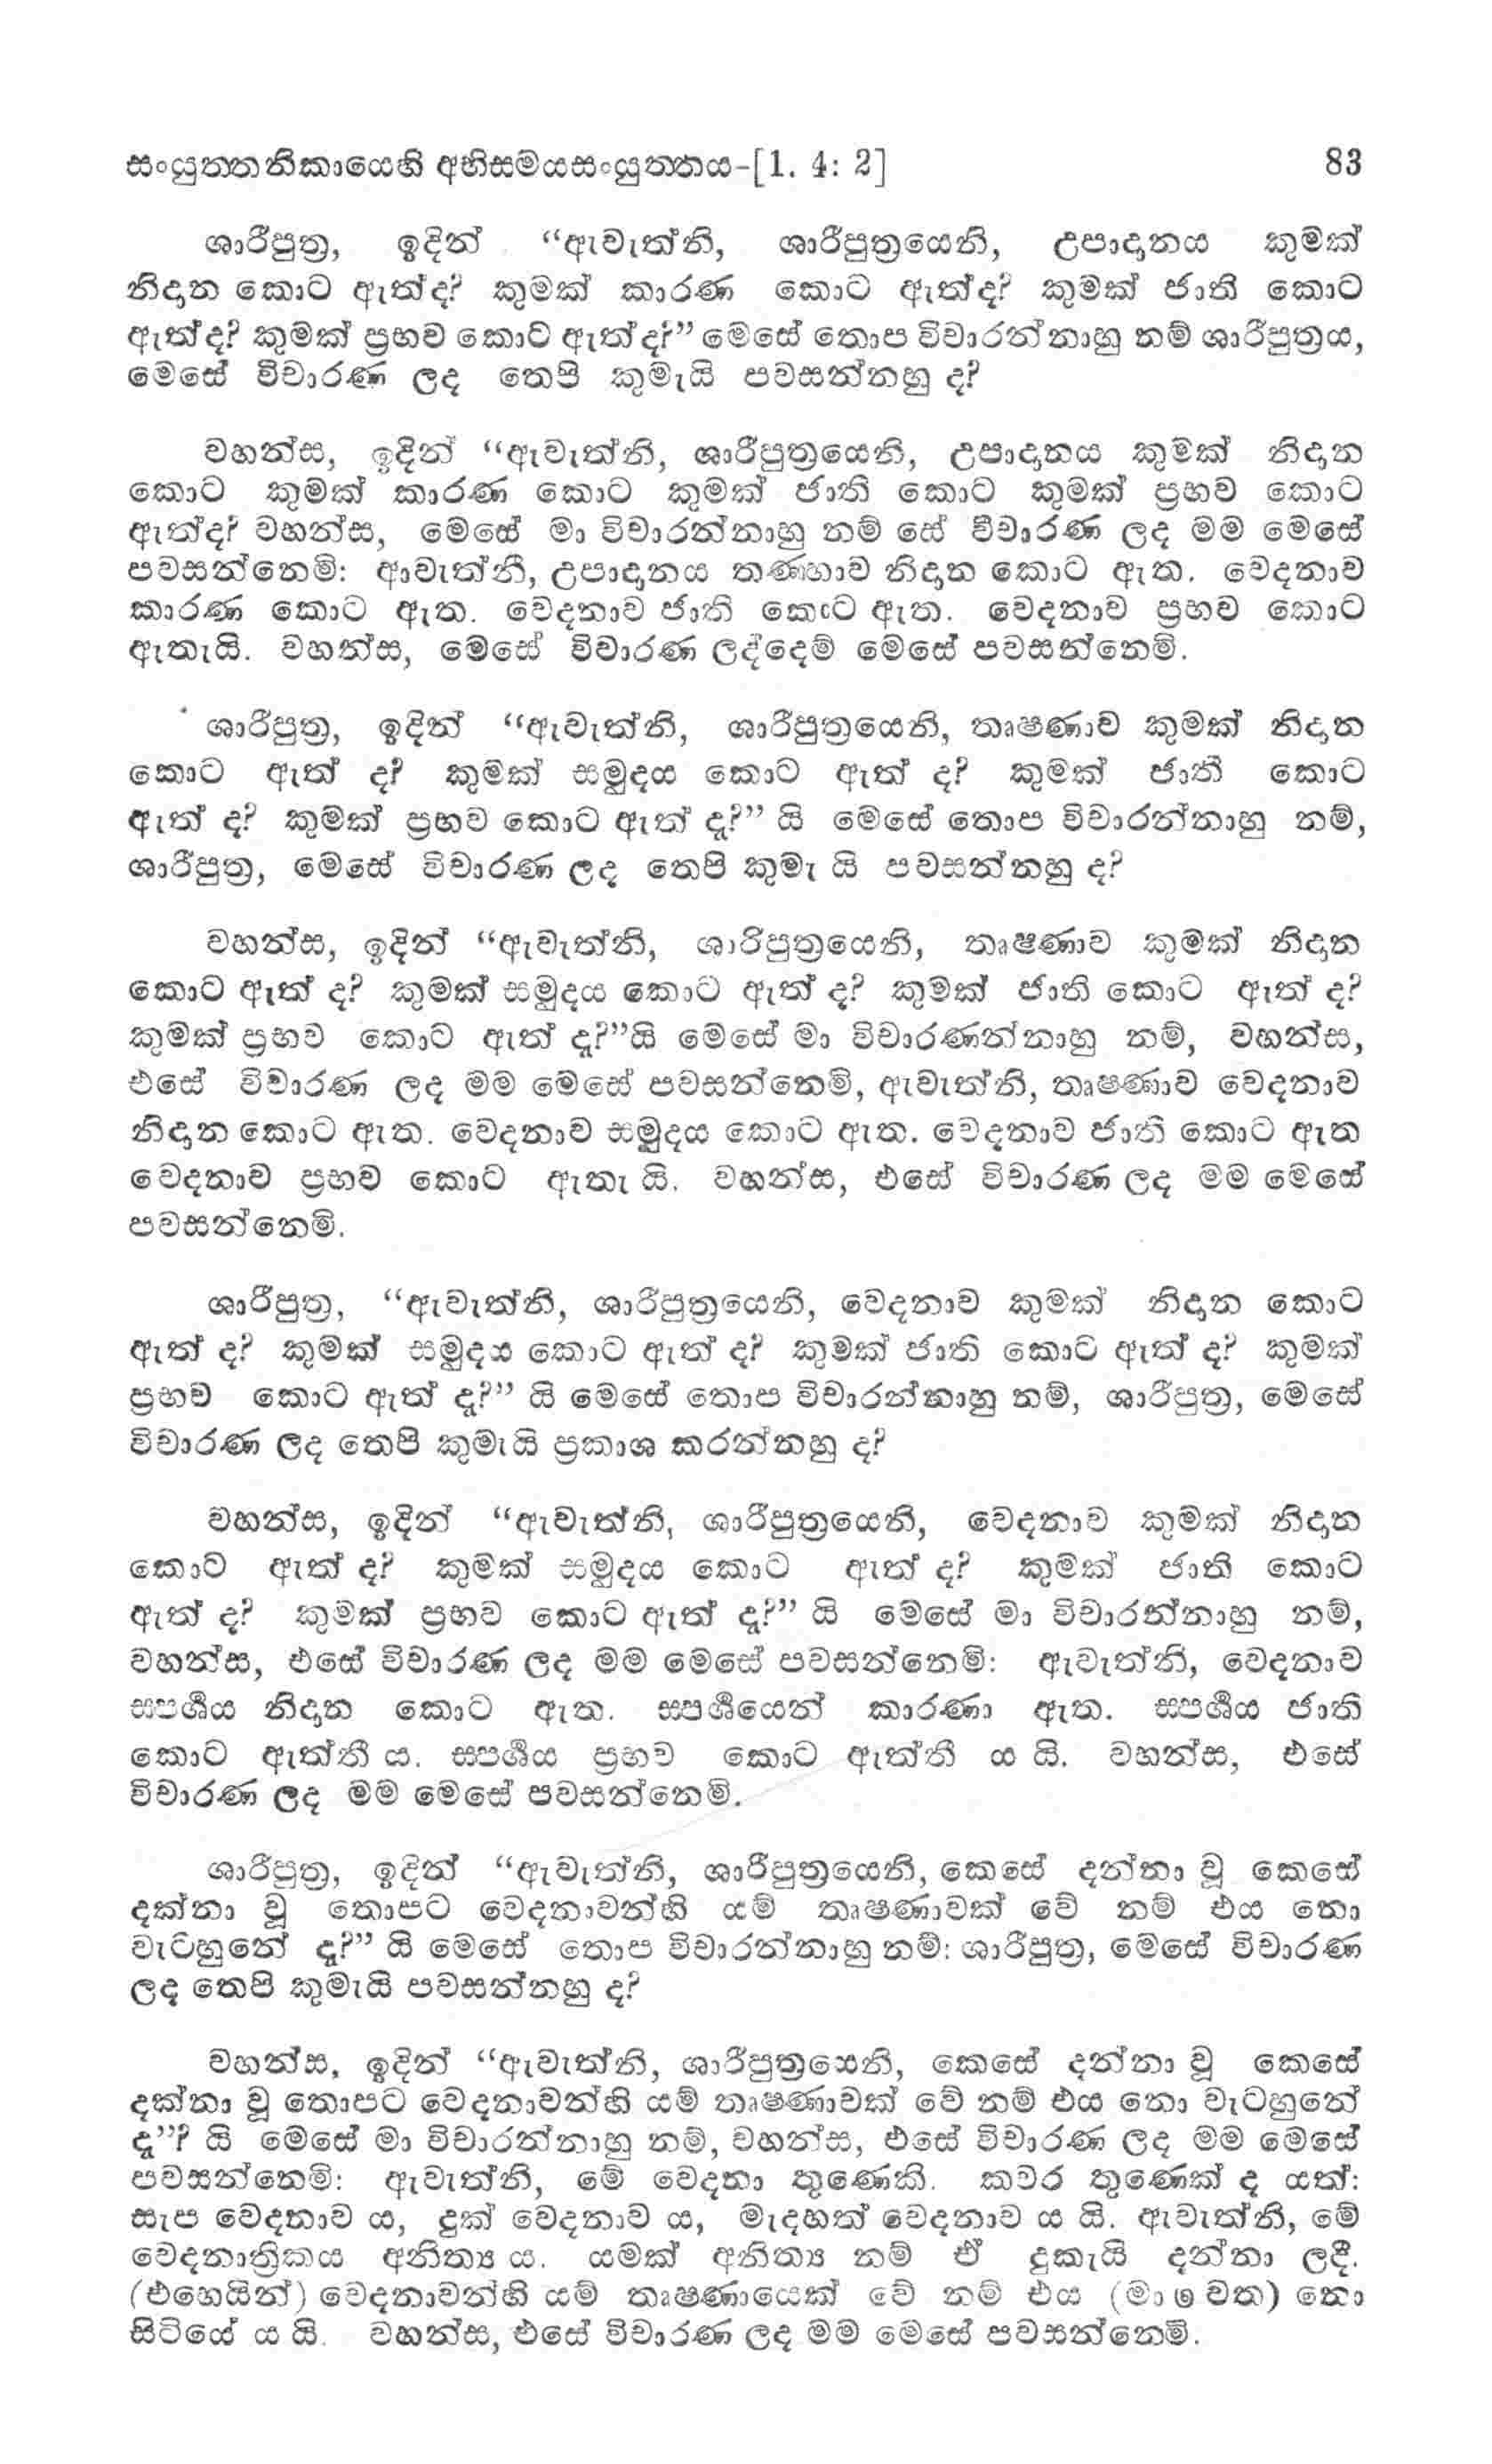 සංයුත්තනිකායෙහි අභිසමයසංයුත්තය-[1. 4: 2] 83
ශාරීපුත්‍ර, ඉදින් “ඇවැත්නි, ශාරීපුත්‍රයෙනි, උපාදානය කුමක්
නිදාන කොට ඇත්ද? කුමක් කාරණ කොට ඇත්ද? කුමක් ජාති කොට
ඇත්ද? කුමක් ප්‍රභව කොට ඇත්ද?” මෙසේ තොප විචාරන්නාහු නම් ශාරීපුත්‍රය,
මෙසේ විචාරණ ලද තෙපි කුමැයි පවසන්නහු ද?
වහන්ස, ඉදින් “ඇවැත්නි, ශාරීපුත්‍රයෙනි, උපාදානය කුමක් නිදාන
කොට කුමක් කාරණ කොට කුමක් ජාති කොට කුමක් ප්‍රභව කොට
ඇත්ද? වහන්ස, මෙසේ මා විචාරන්නාහු නම් සේ විචාරණ ලද මම මෙසේ
පවසන්නෙමි: ආවැත්නි, උපාදානය තණ්හාව නිදාන කොට ඇත. වෙදනාව
කාරණ කොට ඇත. වෙදනාව ජාති කොට ඇත. වෙදනාව ප්‍රභව කොට
ඇතැයි. වහන්ස, මෙසේ විචාරණ ලද්දෙම් මෙසේ පවසන්නෙමි.
ශාරීපුත්‍ර, ඉදින් “ඇවැත්නි, ශාරීපුත්‍රයෙනි, තෘෂණාව කුමක් නිදාන
කොට ඇත් ද? කුමක් සමුදය කොට ඇත් ද? කුමක් ජාති කොට
ඇත් ද? කුමක් ප්‍රභව කොට ඇත් දැ?” යි මෙසේ තොප විචාරන්නාහු නම්,
ශාරීපුත්‍ර, මෙසේ විචාරණ ලද තෙපි කුමැ යි පවසන්නහු ද?
වහන්ස, ඉදින් “ඇවැත්නි, ශාරිපුත්‍රයෙනි, තෘෂණාව කුමක් නිදාන
කොට ඇත් ද? කුමක් සමුදය කොට ඇත් ද? කුමක් ජාති කොට ඇත් ද?
කුමක් ප්‍රභව කොට ඇත් දැ?”යි මෙසේ මා විචාරණන්නාහු නම්, වහන්ස,
එසේ විචාරණ ලද මම මෙසේ පවසන්නෙමි, ඇවැත්නි, තෘෂණාව වෙදනාව
නිදාන කොට ඇත. වෙදනාව සමුදය කොට ඇත. වෙදනාව ජාති කොට ඇත
වෙදනාව ප්‍රභව කොට ඇතැ යි. වහන්ස, එසේ විචාරණ ලද මම මෙසේ
පවසන්නෙමි.
ශාරීපුත්‍ර, “ඇවැත්නි, ශාරීපුත්‍රයෙනි, වෙදනාව කුමක් නිදාන කොට
ඇත් ද? කුමක් සමුදය කොට ඇත් ද? කුමක් ජාති කොට ඇත් ද? කුමක්
ප්‍රභව කොට ඇත් දැ?” යි මෙසේ තොප විචාරන්නාහු නම්, ශාරීපුත්‍ර, මෙසේ
විචාරණ ලද තෙපි කුමැයි ප්‍රකාශ කරන්නහු ද?
වහන්ස, ඉදින් “ඇවැත්නි, ශාරීපුත්‍රයෙනි, වෙදනාව කුමක් නිදාන
කොට ඇත් ද? කුමක් සමුදය කොට ඇත් ද? කුමක් ජාති කොට
ඇත් ද? කුමක් ප්‍රභව කොට ඇත් දැ?” යි මෙසේ මා විචාරන්නාහු නම්,
වහන්ස, එසේ විචාරණ ලද මම මෙසේ පවසන්නෙමි: ඇවැත්නි, වෙදනාව
ස්පර්‍ශය නිදාන කොට ඇත. ස්පර්‍ශයෙන් කාරණා ඇත. ස්පර්‍ශය ජාති
කොට ඇත්තී ය. ස්පර්‍ශය ප්‍රභව කොට ඇත්තී ය යි. වහන්ස, එසේ
විචාරණ ලද මම මෙසේ පවසන්නෙමි.
ශාරීපුත්‍ර, ඉදින් “ඇවැත්නි, ශාරීපුත්‍රයෙනි, කෙසේ දන්නා වූ කෙසේ
දක්නා වූ තොපට වෙදනාවන්හි යම් තෘෂණාවක් වේ නම් එය නො
වැටහුනේ දැ?” යි මෙසේ තොප විචාරන්නාහු නම්: ශාරීපුත්‍ර, මෙසේ විචාරණ
ලද තෙපි කුමැයි පවසන්නහු ද?
වහන්ස, ඉදින් “ඇවැත්නි, ශාරීපුත්‍රයෙනි, කෙසේ දන්නා වූ කෙසේ
දක්නා වූ තොපට වෙදනාවන්හි යම් තෘෂණාවක් වේ නම් එය නො වැටහුනේ
දැ”? යි මෙසේ මා විචාරන්නාහු නම්, වහන්ස, එසේ විචාරණ ලද මම මෙසේ
පවසන්නෙමි: ඇවැත්නි, මේ වෙදනා තුණෙකි. කවර තුණෙක් ද යත්:
සැප වෙදනාව ය, දුක් වෙදනාව ය, මැදහත් වෙදනාව ය යි. ඇවැත්නි, මේ
වෙදනාත්‍රිකය අනිත්‍ය ය. යමක් අනිත්‍ය නම් ඒ දුකැයි දන්නා ලදී.
(එහෙයින්) වෙදනාවන්හි යම් තෘෂණායෙක් වේ නම් එය (මා වෙත) නො
සිටියේ ය යි. වහන්ස, එසේ විචාරණ ලද මම මෙසේ පවසන්නෙමි.